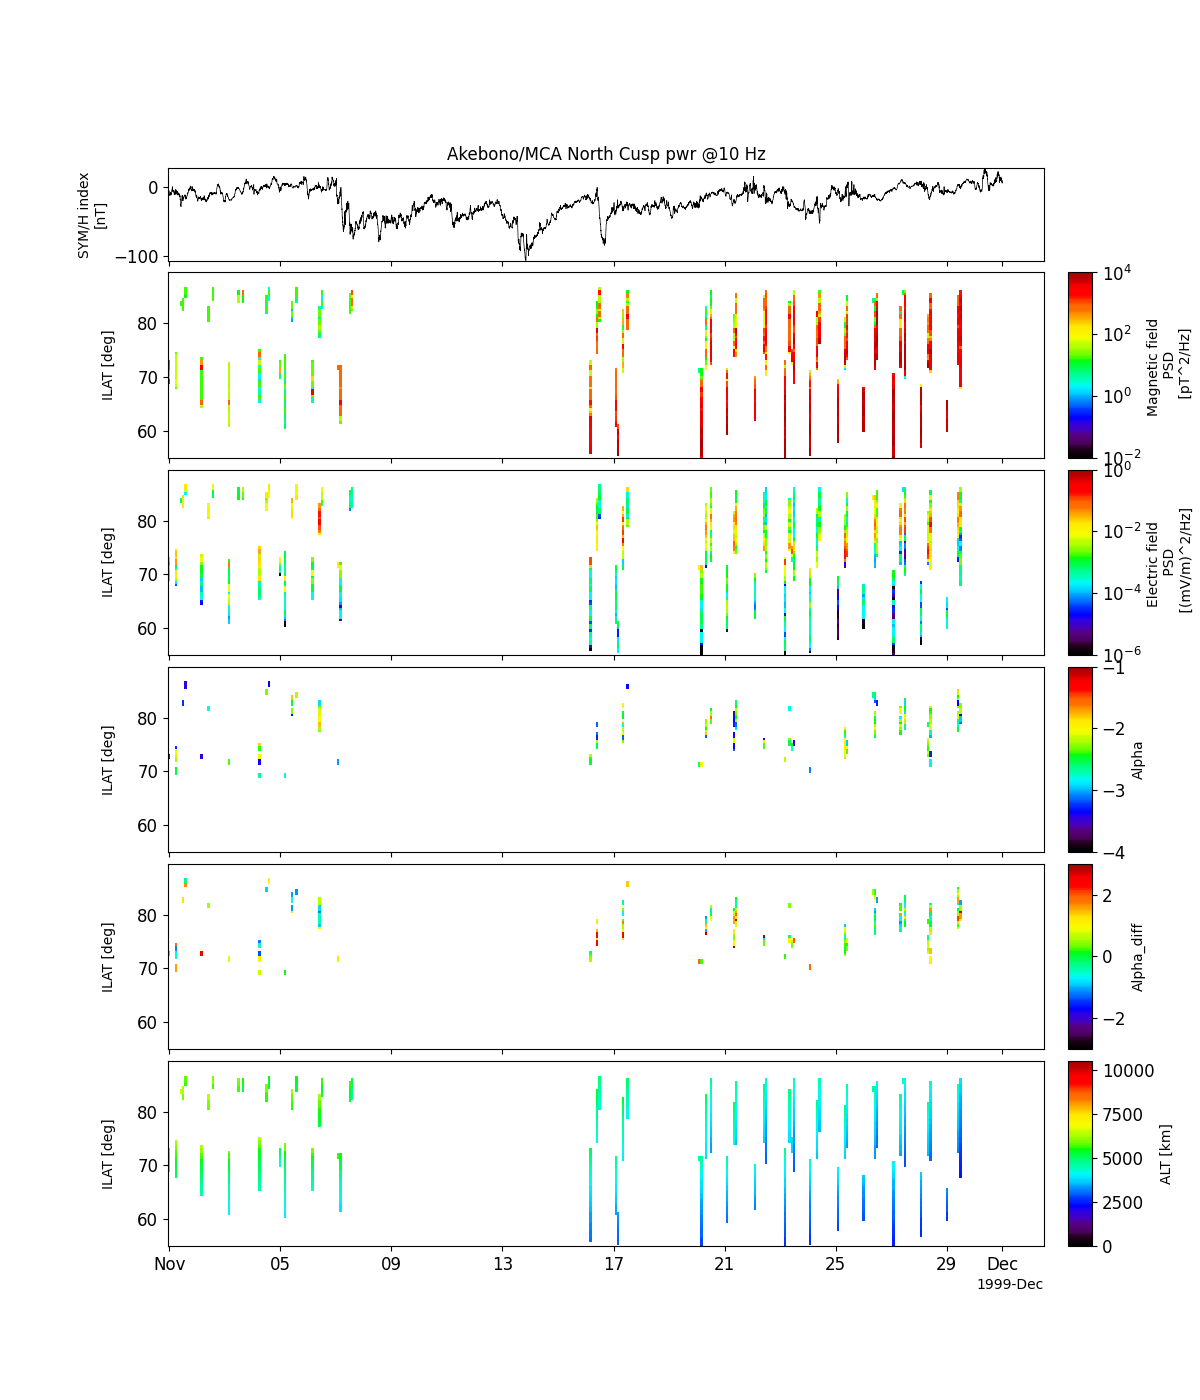 Akebono/MCA North Cusp pwr @10 Hz
SYM/H index
[nT]
0
−100
ILAT [deg]
80
70
60
10^4
10^2
10^0
10^-2
Magnetic field
PSD
[pT^2/Hz]
ILAT [deg]
80
70
60
10^0
10^-2
10^-4
10^-6
Electric field
PSD
[(mV/m)^2/Hz]
ILAT [deg]
80
70
60
−1
−2
−3
−4
Alpha
ILAT [deg]
80
70
60
2
0
−2
Alpha_diff
ILAT [deg]
80
70
60
10000
7500
5000
2500
0
ALT [km]
Nov 05 09 13 17 21 25 29 Dec
1999-Dec